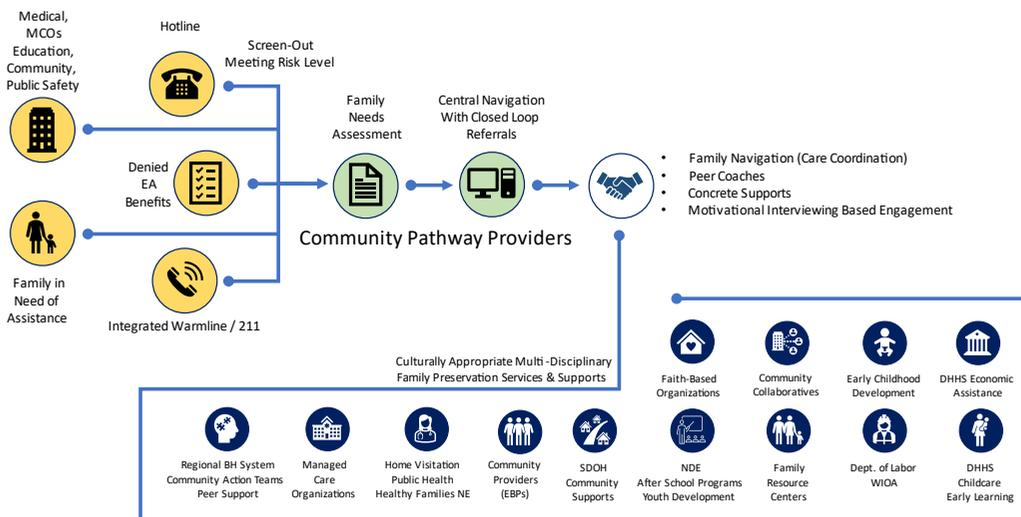 Medical,
MCOs
Education,
Community,
Public Safety
Hotline
Screen-Out
Meeting Risk Level
Denied
EA
Benefits
Family in
Need of
Assistance
Integrated Warmline / 211
Family
Needs
Assessment
Central Navigation
With Closed Loop
Referrals
Community Pathway Providers
• Family Navigation (Care Coordination)
• Peer Coaches
• Concrete Supports
• Motivational Interviewing Based Engagement
Culturally Appropriate Multi -Disciplinary
Family Preservation Services & Supports
Faith-Based
Organizations
Community
Collaboratives
Early Childhood
Development
DHHS Economic
Assistance
Regional BH System
Community Action Teams
Peer Support
Managed
Care
Organizations
Home Visitation
Public Health
Healthy Families NE
Community
Providers
(EBPs)
SDOH
Community
Supports
NDE
After School Programs
Youth Development
Family
Resource
Centers
Dept. of Labor
WIOA
DHHS
Childcare
Early Learning